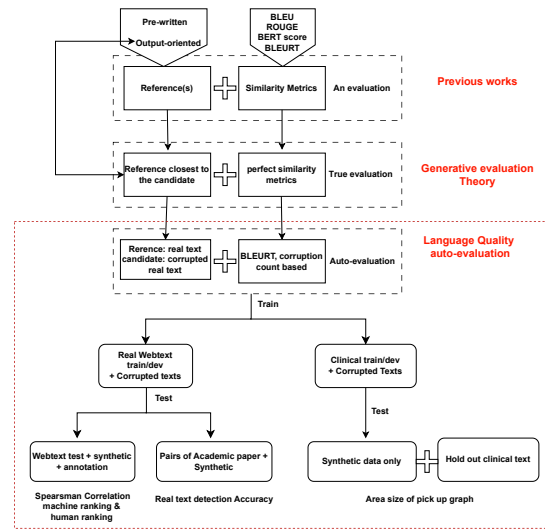 Pre-written
Output-oriented
BLEU
ROUGE
BERT score
BLEURT
Reference(s)
Similarity Metrics
An evaluation
Previous works
Reference closest to
the candidate
perfect similarity
metrics
True evaluation
Generative evaluation
Theory
Rerence: real text
candidate: corrupted
real text
BLEURT, corruption
count based
Auto-evaluation
Language Quality
auto-evaluation
Train
Real Webtext
train/dev
+ Corrupted texts
Clinical train/dev
+ Corrupted Texts
Test
Test
Webtext test + synthetic
+ annotation
Pairs of Academic paper +
Synthetic
Synthetic data only
Hold out clinical text
Spearsman Correlation
machine ranking &
human ranking
Real text detection Accuracy
Area size of pick up graph